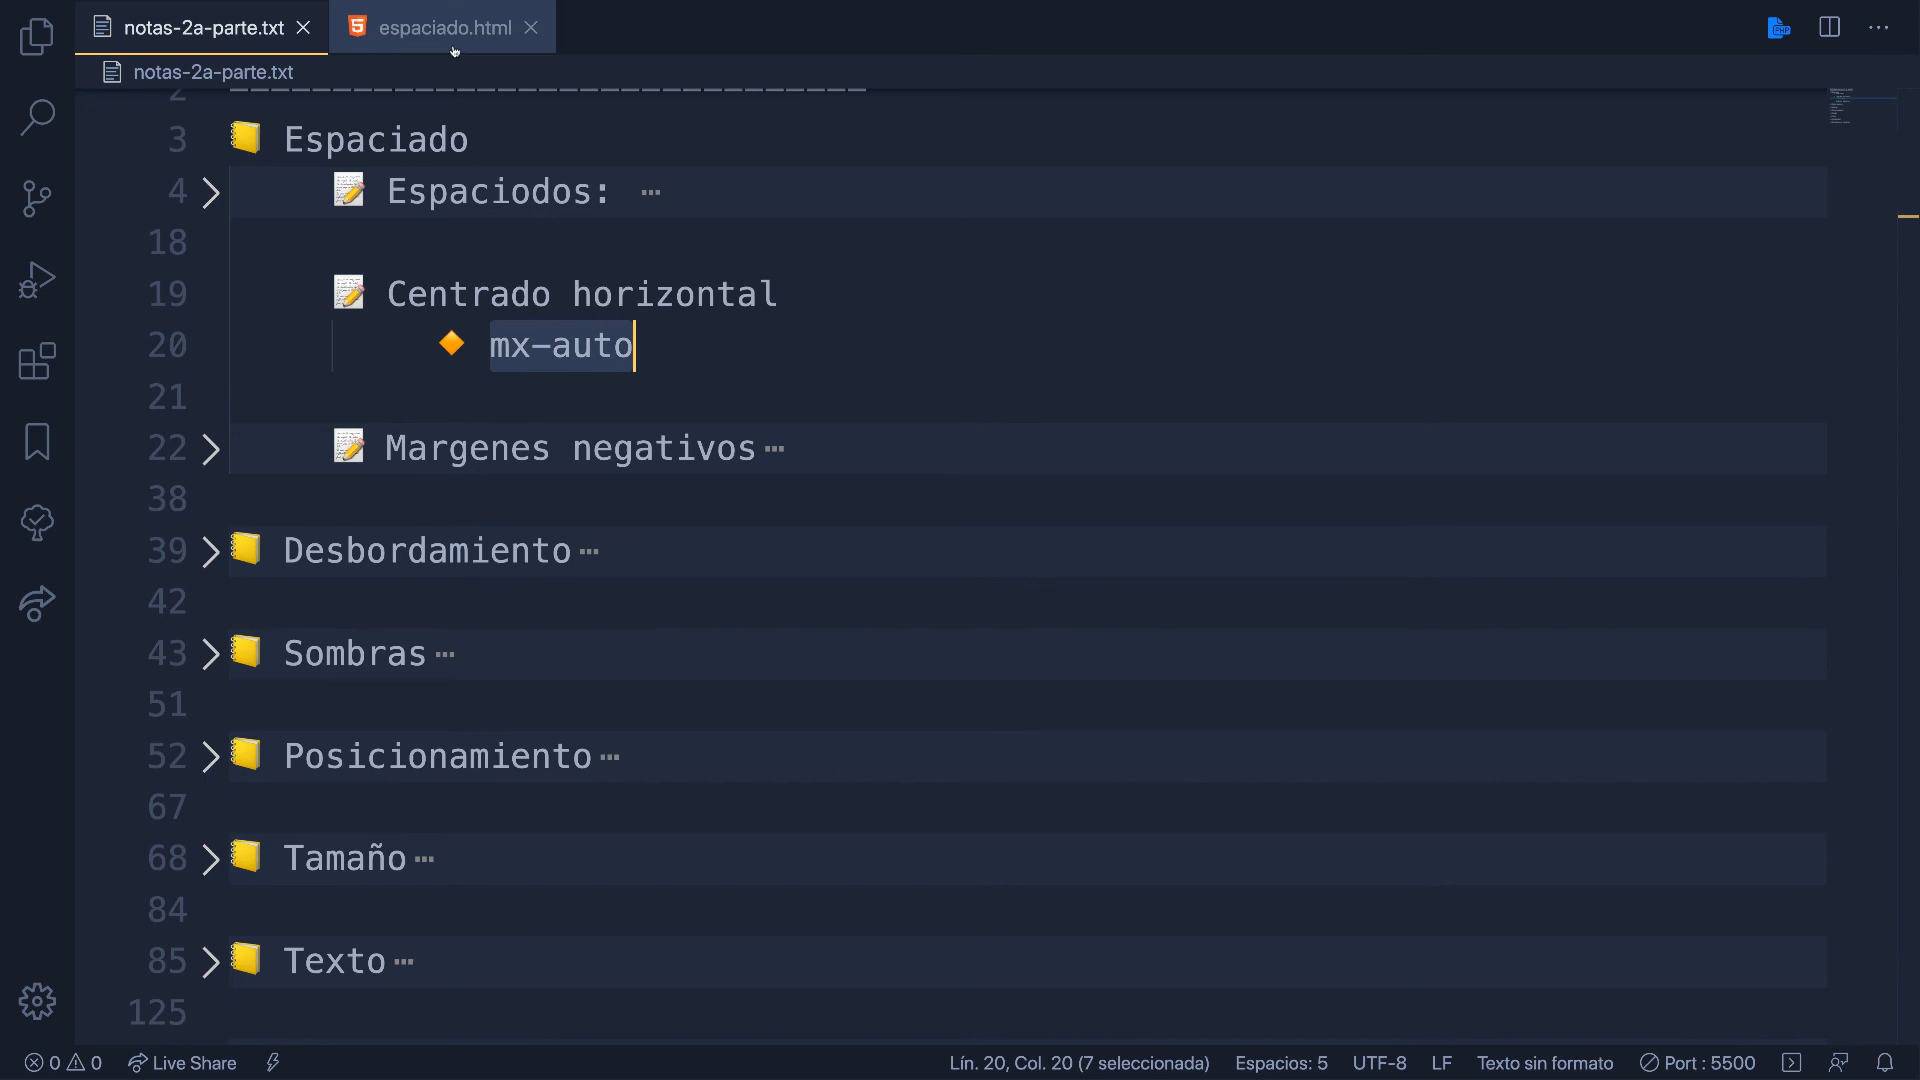 notas-2a-parte.txt
espaciado.html
notas-2a-parte.txt
2
3 Espaciado
4 Espaciodos: …
18
19 Centrado horizontal
20 mx-auto
21
22 Margenes negativos…
38
39 Desbordamiento…
42
43 Sombras…
51
52 Posicionamiento…
67
68 Tamaño…
84
85 Texto…
125
0 0 Live Share Lín. 20, Col. 20 (7 seleccionada) Espacios: 5 UTF-8 LF Texto sin formato Port : 5500